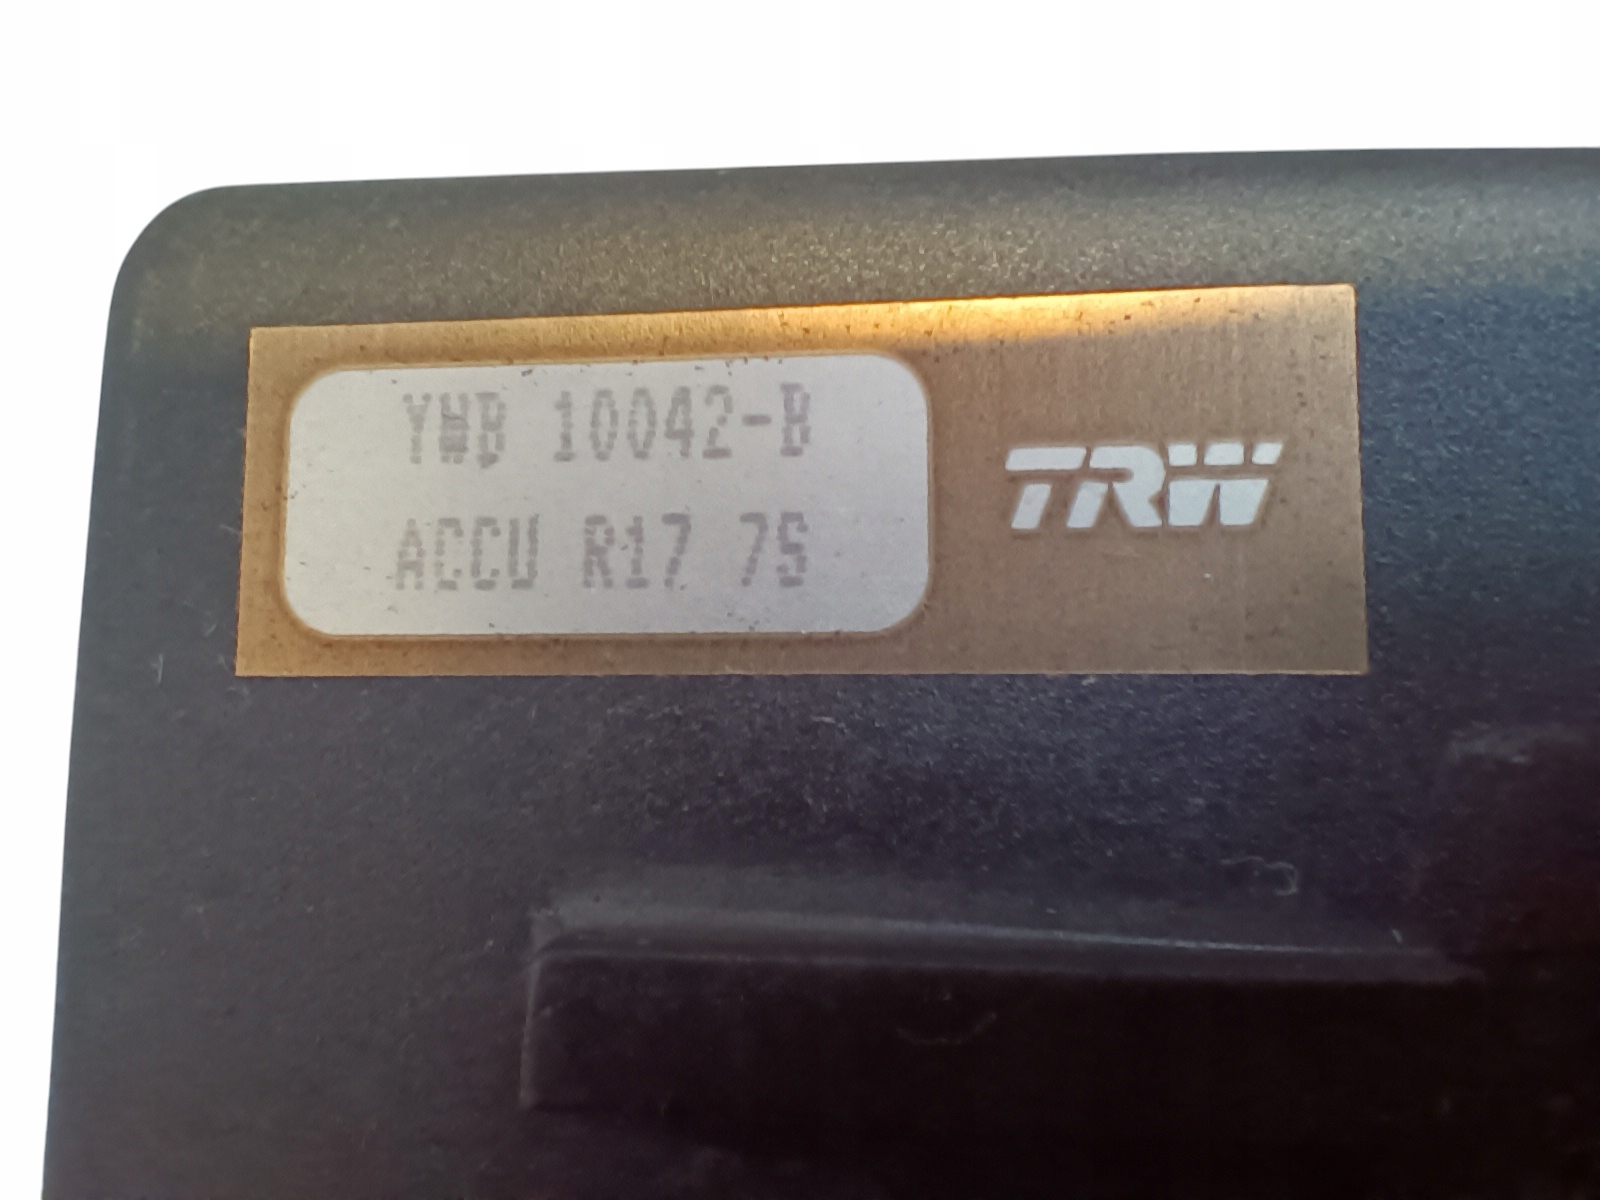 YWB 10042-B
ACCU R17 7S
TRW